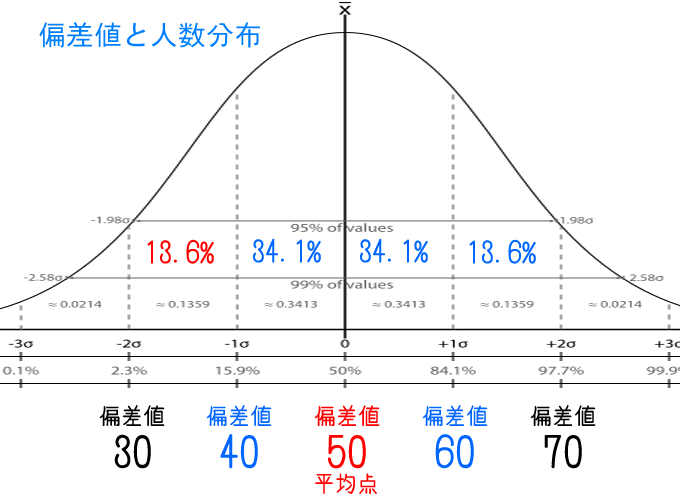 x̄
偏差値と人数分布
-1.98σ
1.98σ
95% of values
13.6% 34.1% 34.1% 13.6%
-2.58σ
2.58σ
99% of values
≈0.0214 ≈0.1359 ≈0.3413 ≈0.3413 ≈0.1359 ≈0.0214
-3σ -2σ -1σ 0 +1σ +2σ +3σ
0.1% 2.3% 15.9% 50% 84.1% 97.7% 99.9%
偏差値 偏差値 偏差値 偏差値 偏差値
30 40 50 60 70
平均点